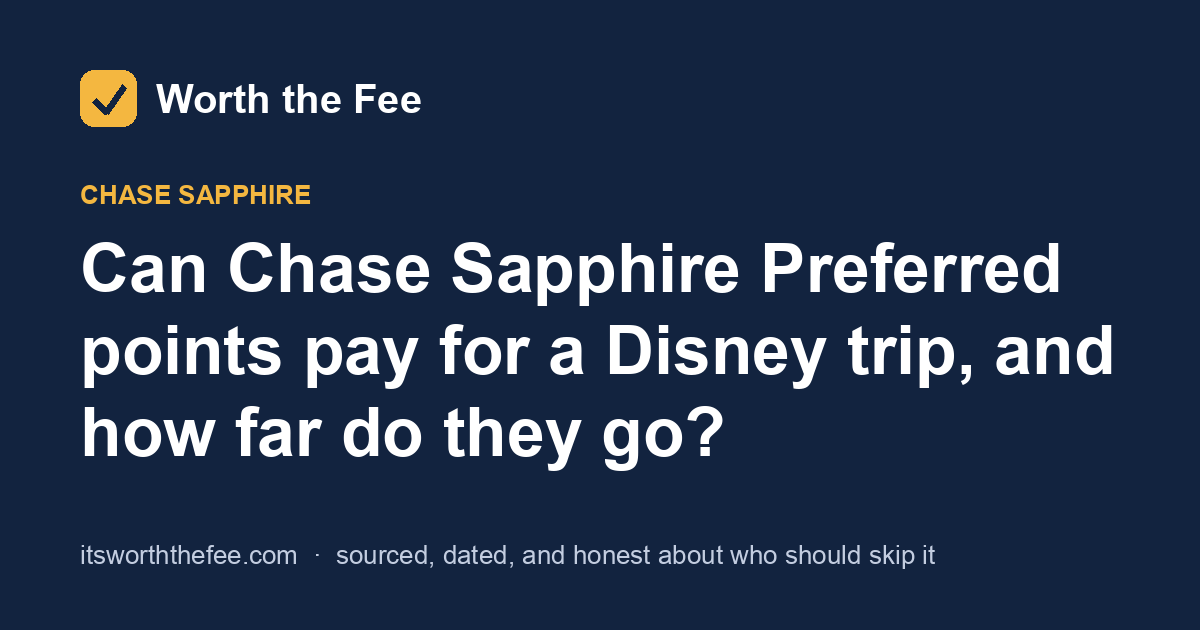 Worth the Fee
CHASE SAPPHIRE
Can Chase Sapphire Preferred
points pay for a Disney trip, and
how far do they go?
itsworththefee.com · sourced, dated, and honest about who should skip it